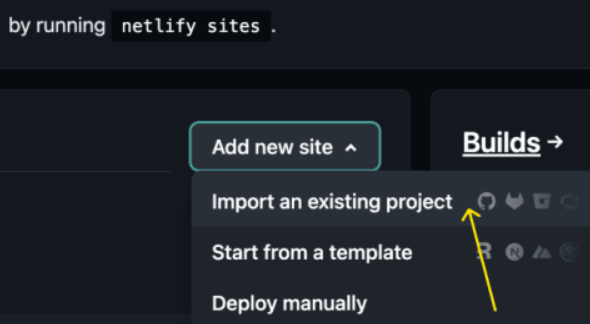 by running netlify sites.
Add new site
Builds →
Import an existing project
Start from a template
Deploy manually